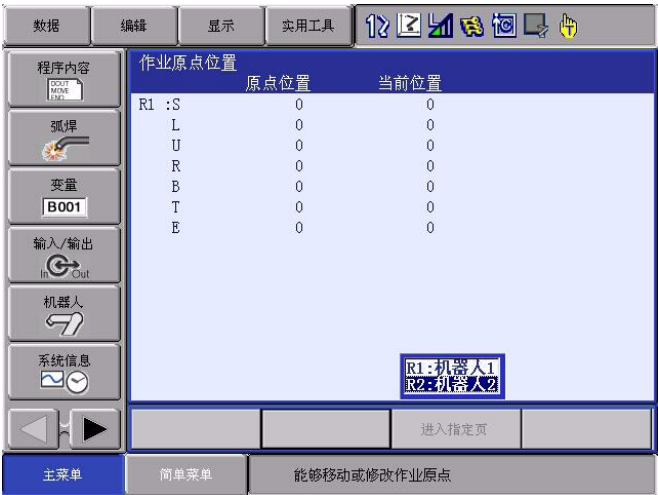 数据 编辑 显示 实用工具
程序内容
DOUT
MOVE
END
弧焊
变量
B001
输入/输出
In Out
机器人
系统信息
作业原点位置
原点位置 当前位置
R1 :S 0 0
L 0 0
U 0 0
R 0 0
B 0 0
T 0 0
E 0 0
R1:机器人1
R2:机器人2
进入指定页
主菜单 简单菜单 能够移动或修改作业原点